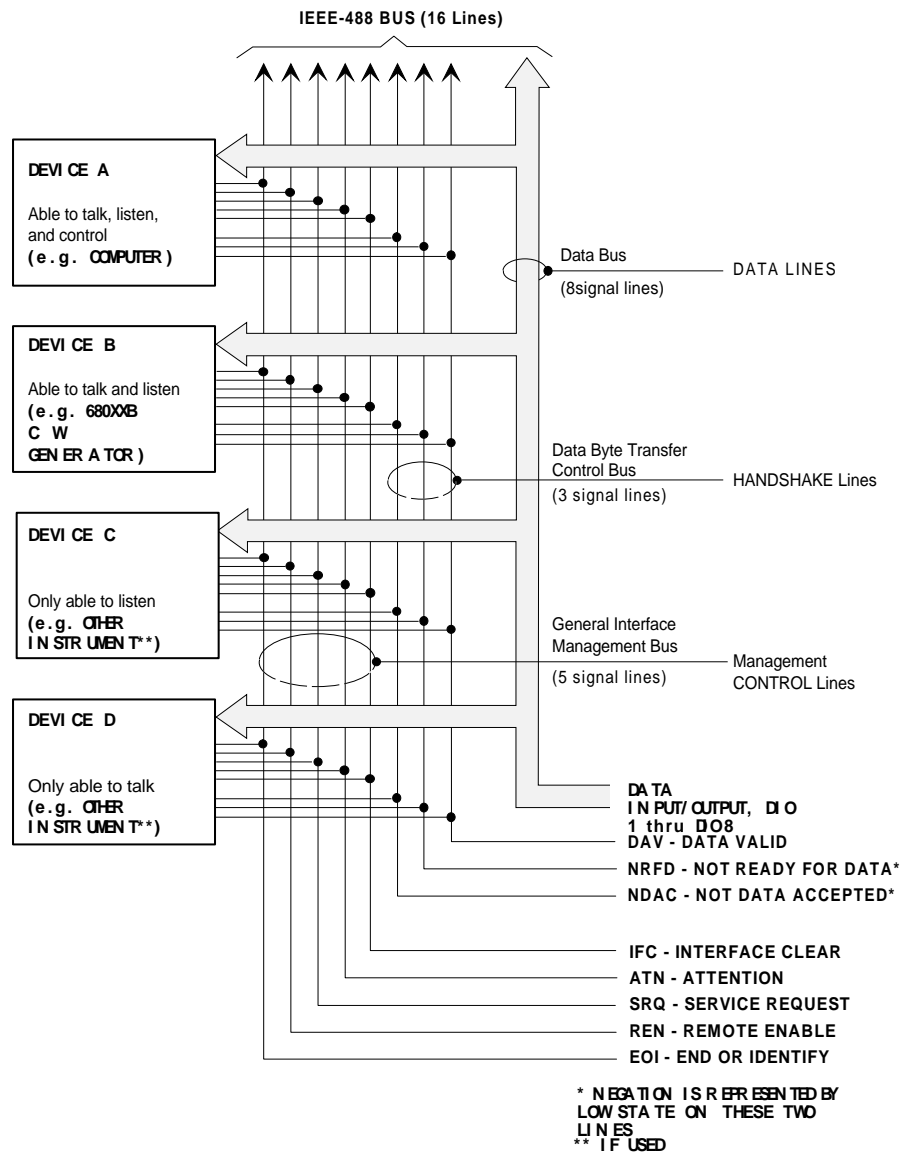 IEEE-488 BUS (16 Lines)
DEVICE A
Able to talk, listen,
and control
(e.g. COMPUTER)
Data Bus
(8signal lines)
DATA LINES
DEVICE B
Able to talk and listen
(e.g. 680XXB
C W
GENERATOR)
Data Byte Transfer
Control Bus
(3 signal lines)
HANDSHAKE Lines
DEVICE C
Only able to listen
(e.g. OTHER
INSTRUMENT**)
General Interface
Management Bus
(5 signal lines)
Management
CONTROL Lines
DEVICE D
Only able to talk
(e.g. OTHER
INSTRUMENT**)
DATA
INPUT/OUTPUT, DIO
1 thru DIO8
DAV - DATA VALID
NRFD - NOT READY FOR DATA*
NDAC - NOT DATA ACCEPTED*
IFC - INTERFACE CLEAR
ATN - ATTENTION
SRQ - SERVICE REQUEST
REN - REMOTE ENABLE
EOI - END OR IDENTIFY
* NEGATION IS REPRESENTED BY
LOW STATE ON THESE TWO
LINES
** IF USED